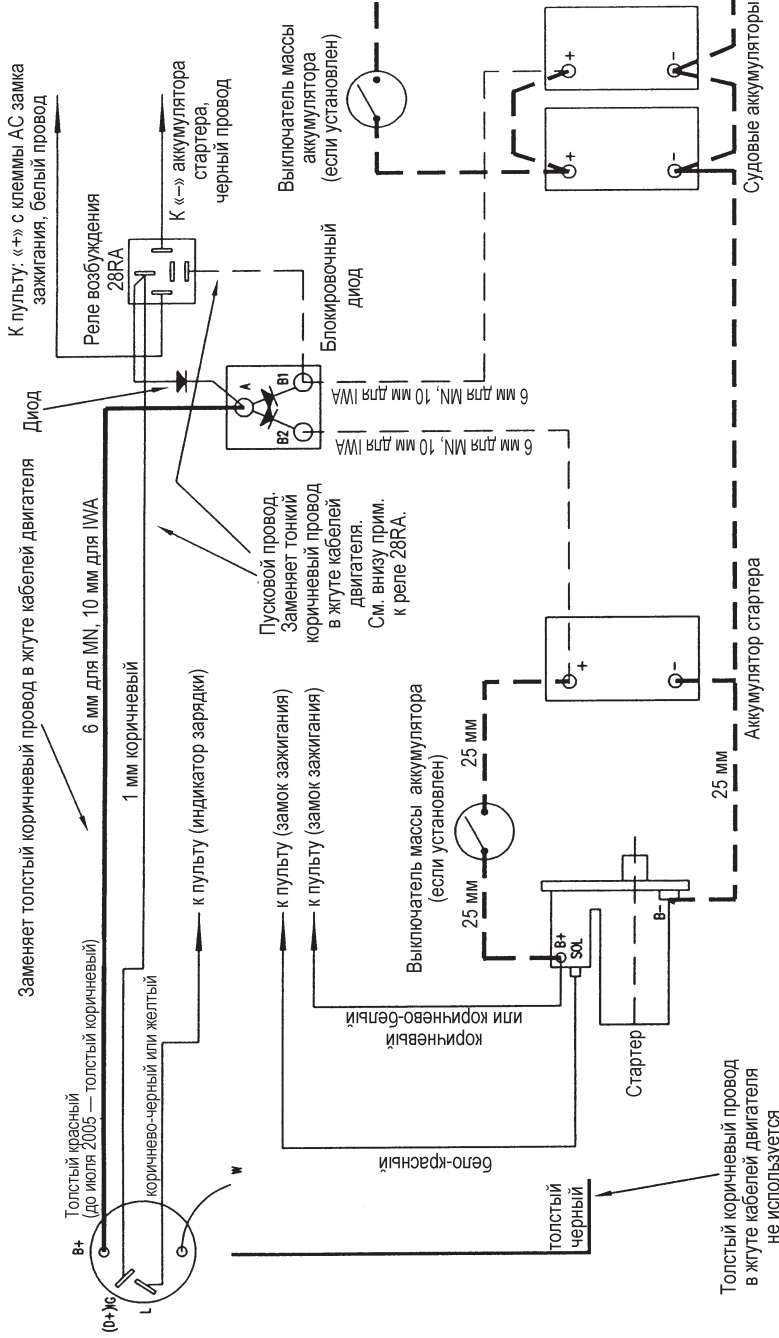 К пульту: «+» с клеммы АС замка
зажигания, белый провод
К «–» аккумулятора
стартера,
черный провод
Реле возбуждения
28RA
Диод
A
B1
B2
Блокировочный
диод
Выключатель массы
аккумулятора
(если установлен)
+
-
+
-
Судовые аккумуляторы
6 мм для MN, 10 мм для IWA
6 мм для MN, 10 мм для IWA
Заменяет толстый коричневый провод в жгуте кабелей двигателя
6 мм для MN, 10 мм для IWA
1 мм коричневый
Пусковой провод.
Заменяет тонкий
коричневый провод
в жгуте кабелей
двигателя.
См. внизу прим.
к реле 28RA.
к пульту (индикатор зарядки)
к пульту (замок зажигания)
к пульту (замок зажигания)
Выключатель массы аккумулятора
(если установлен)
25 мм
25 мм
+
-
Аккумулятор стартера
25 мм
B+
SOL
B-
Стартер
коричневый
или коричнево-белый
бело-красный
Толстый красный
(до июля 2005 — толстый коричневый)
коричнево-черный или желтый
B+
(D+)IG
L
W
толстый
черный
Толстый коричневый провод
в жгуте кабелей двигателя
не используется